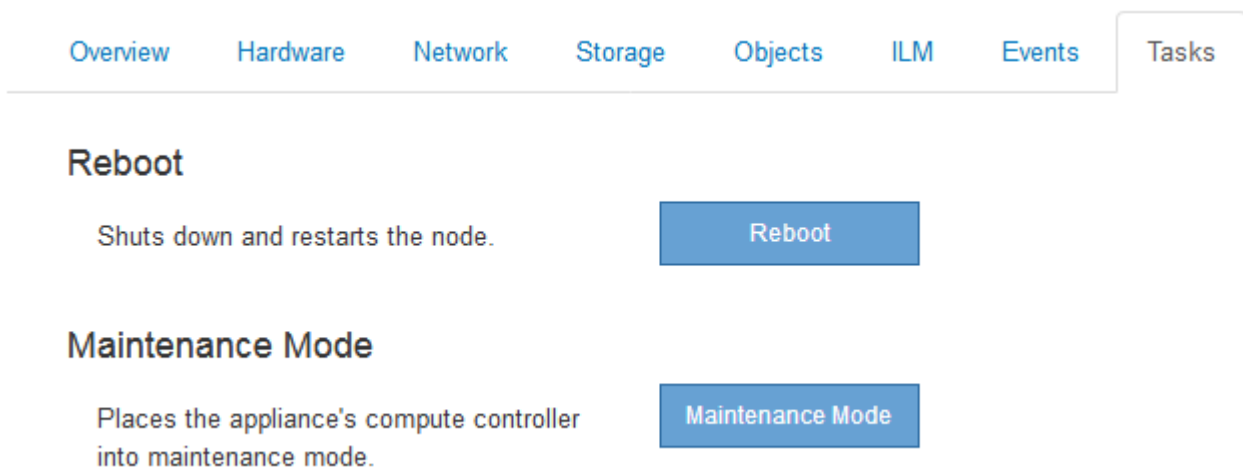 Overview Hardware Network Storage Objects ILM Events Tasks
Reboot
Shuts down and restarts the node.
Reboot
Maintenance Mode
Places the appliance's compute controller
into maintenance mode.
Maintenance Mode